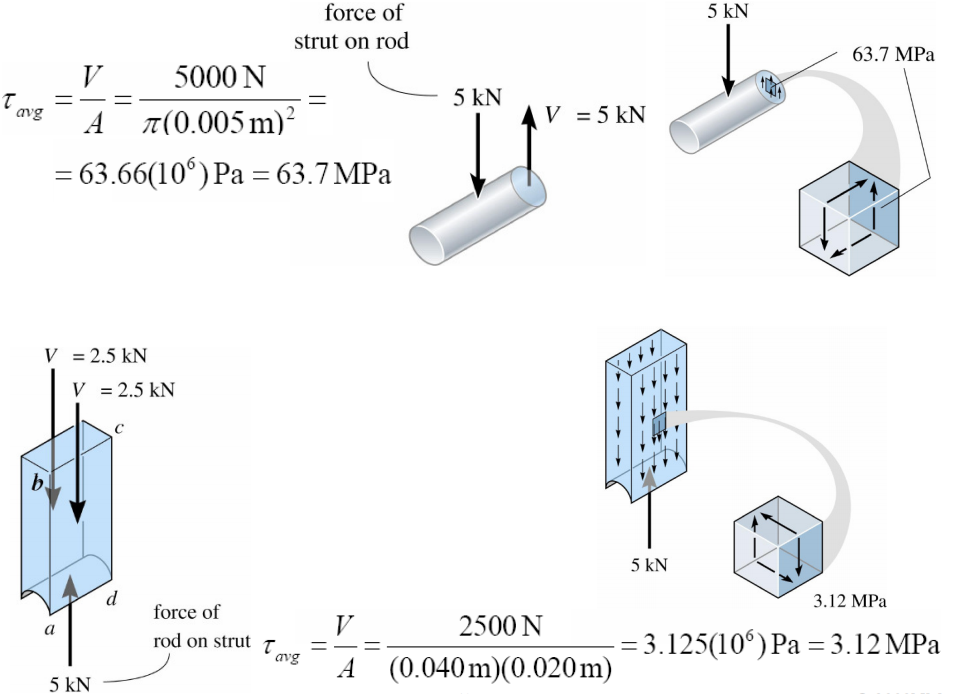 force of
strut on rod
τavg = V/A = 5000 N / π(0.005 m)² =
= 63.66(10⁶) Pa = 63.7 MPa
5 kN
V = 5 kN
5 kN
63.7 MPa
V = 2.5 kN
V = 2.5 kN
c
b
d
a
force of
rod on strut
5 kN
5 kN
3.12 MPa
τavg = V/A = 2500 N / (0.040 m)(0.020 m) = 3.125(10⁶) Pa = 3.12 MPa